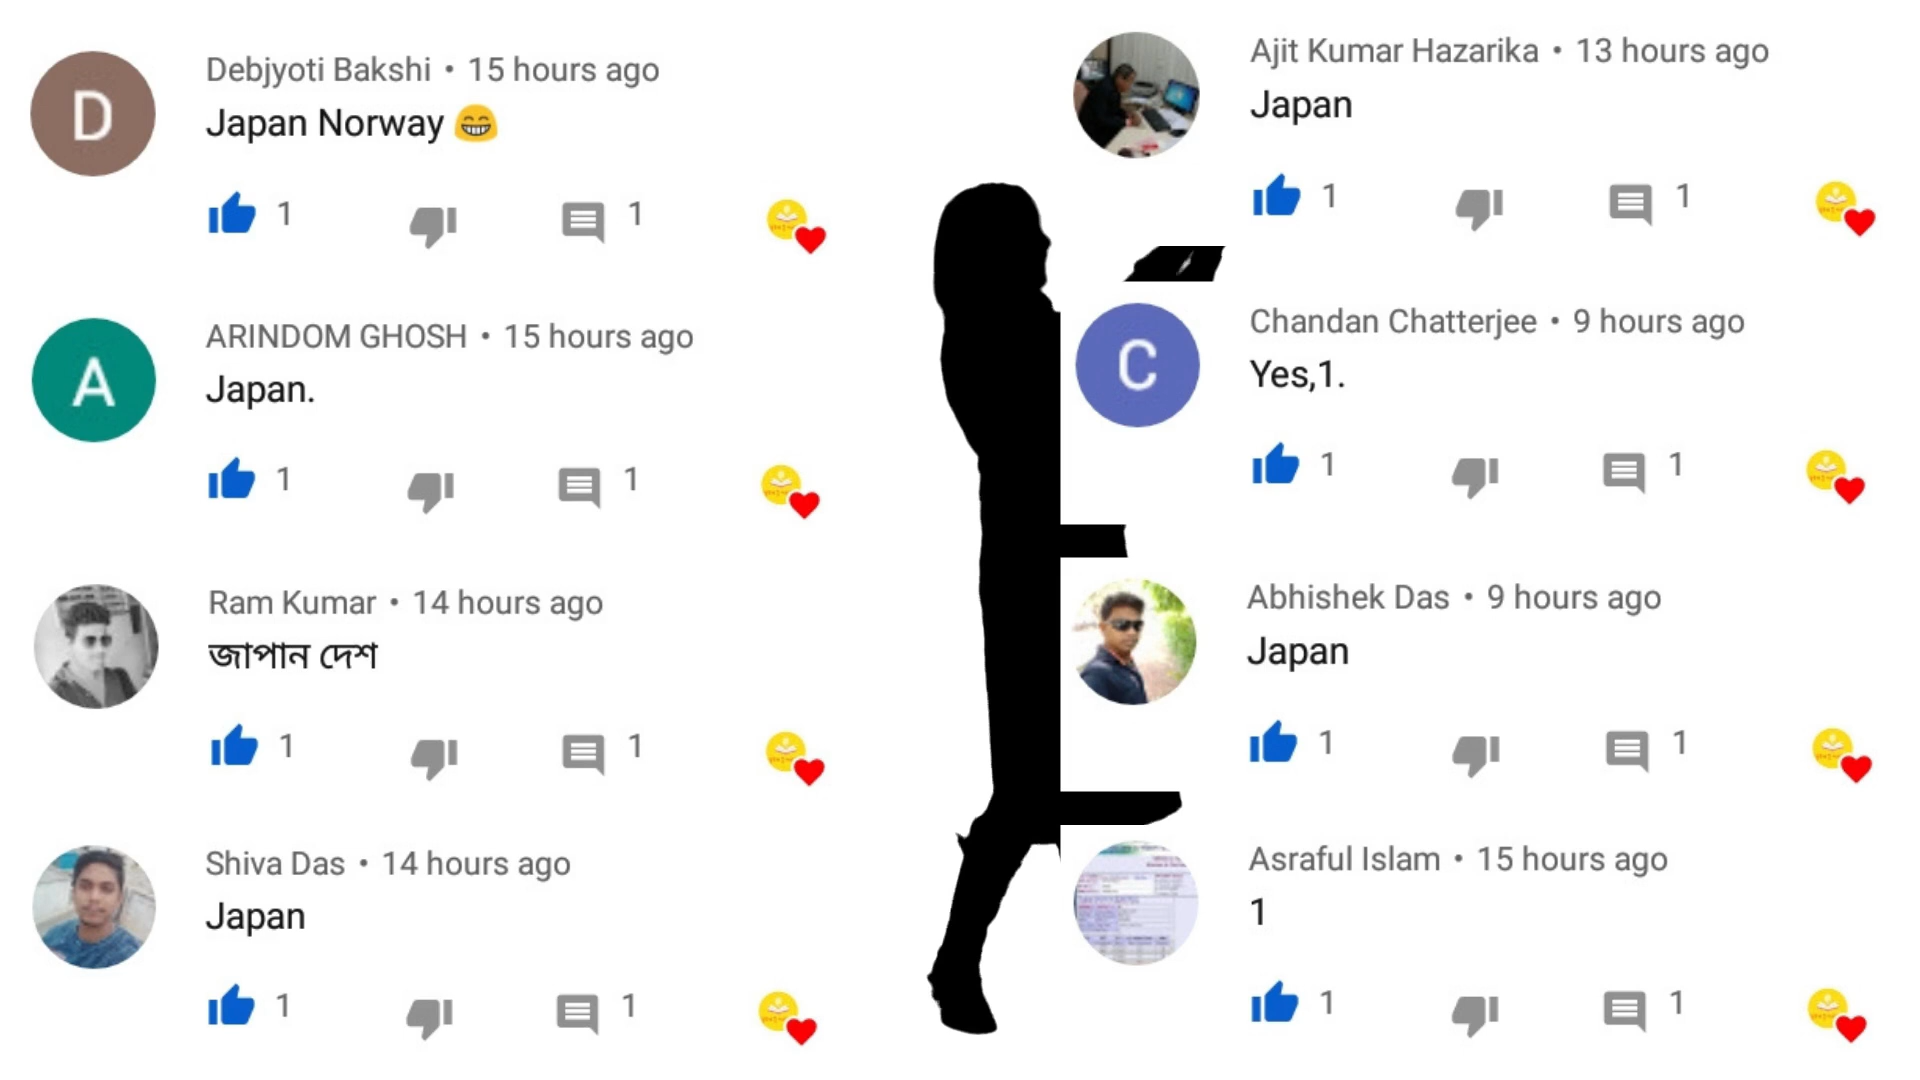 Debjyoti Bakshi • 15 hours ago
Japan Norway 😁
1 1
ARINDOM GHOSH • 15 hours ago
Japan.
1 1
Ram Kumar • 14 hours ago
জাপান দেশ
1 1
Shiva Das • 14 hours ago
Japan
1 1
Ajit Kumar Hazarika • 13 hours ago
Japan
1 1
Chandan Chatterjee • 9 hours ago
Yes,1.
1 1
Abhishek Das • 9 hours ago
Japan
1 1
Asraful Islam • 15 hours ago
1
1 1
D
A
C